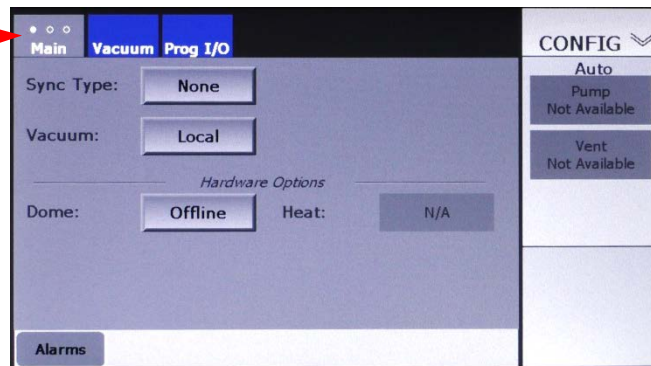 Main Vacuum Prog I/O
CONFIG
Auto
Pump
Not Available
Vent
Not Available
Sync Type: None
Vacuum: Local
Hardware Options
Dome: Offline Heat: N/A
Alarms